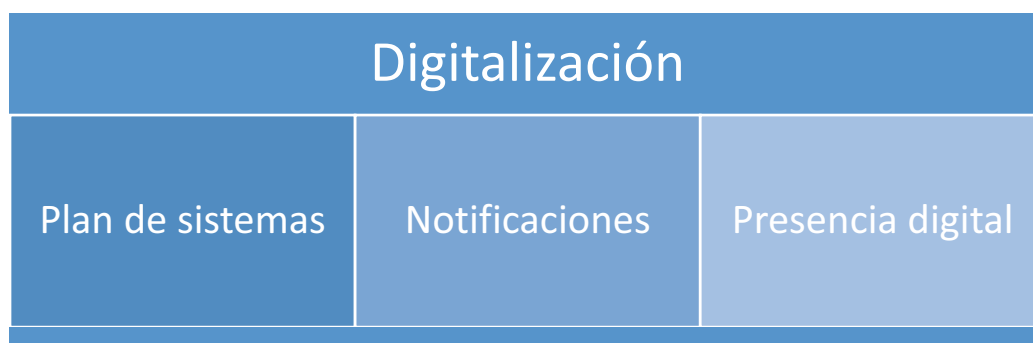 Digitalización
Plan de sistemas
Notificaciones
Presencia digital